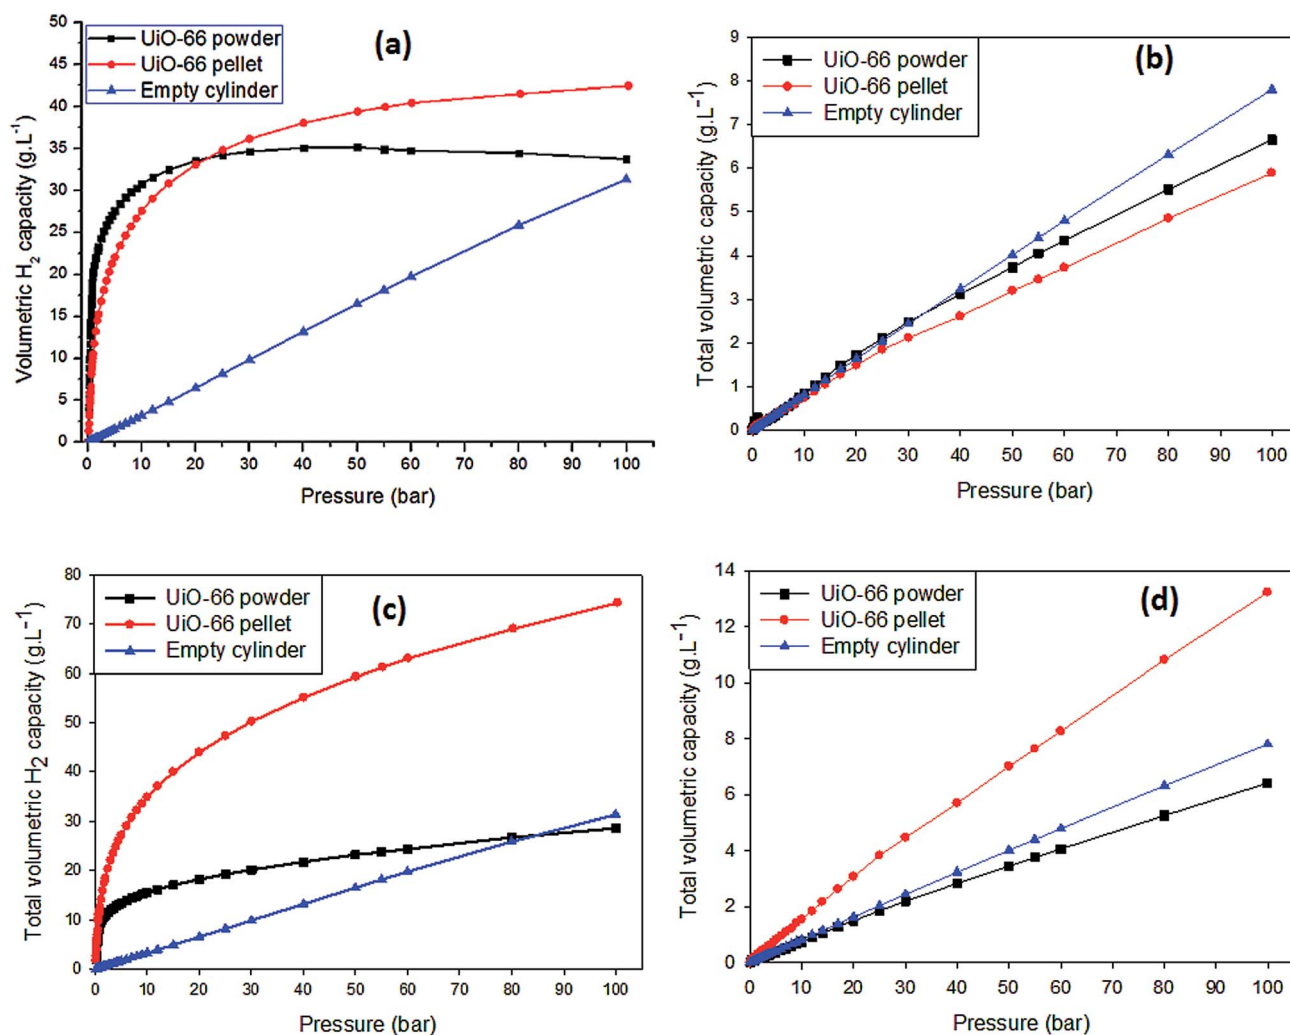 (a)
UiO-66 powder
UiO-66 pellet
Empty cylinder
Volumetric H₂ capacity (g.L⁻¹)
50
45
40
35
30
25
20
15
10
5
0
0 10 20 30 40 50 60 70 80 90 100
Pressure (bar)
(b)
UiO-66 powder
UiO-66 pellet
Empty cylinder
Total volumetric capacity (g.L⁻¹)
9
8
7
6
5
4
3
2
1
0
0 10 20 30 40 50 60 70 80 90 100
Pressure (bar)
(c)
UiO-66 powder
UiO-66 pellet
Empty cylinder
Total volumetric H2 capacity (g.L⁻¹)
80
70
60
50
40
30
20
10
0
0 10 20 30 40 50 60 70 80 90 100
Pressure (bar)
(d)
UiO-66 powder
UiO-66 pellet
Empty cylinder
Total volumetric capacity (g.L⁻¹)
14
12
10
8
6
4
2
0
0 10 20 30 40 50 60 70 80 90 100
Pressure (bar)